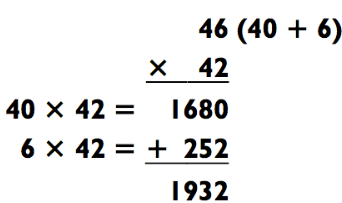 46 (40 + 6)
× 42
40 × 42 = 1680
6 × 42 = + 252
1932